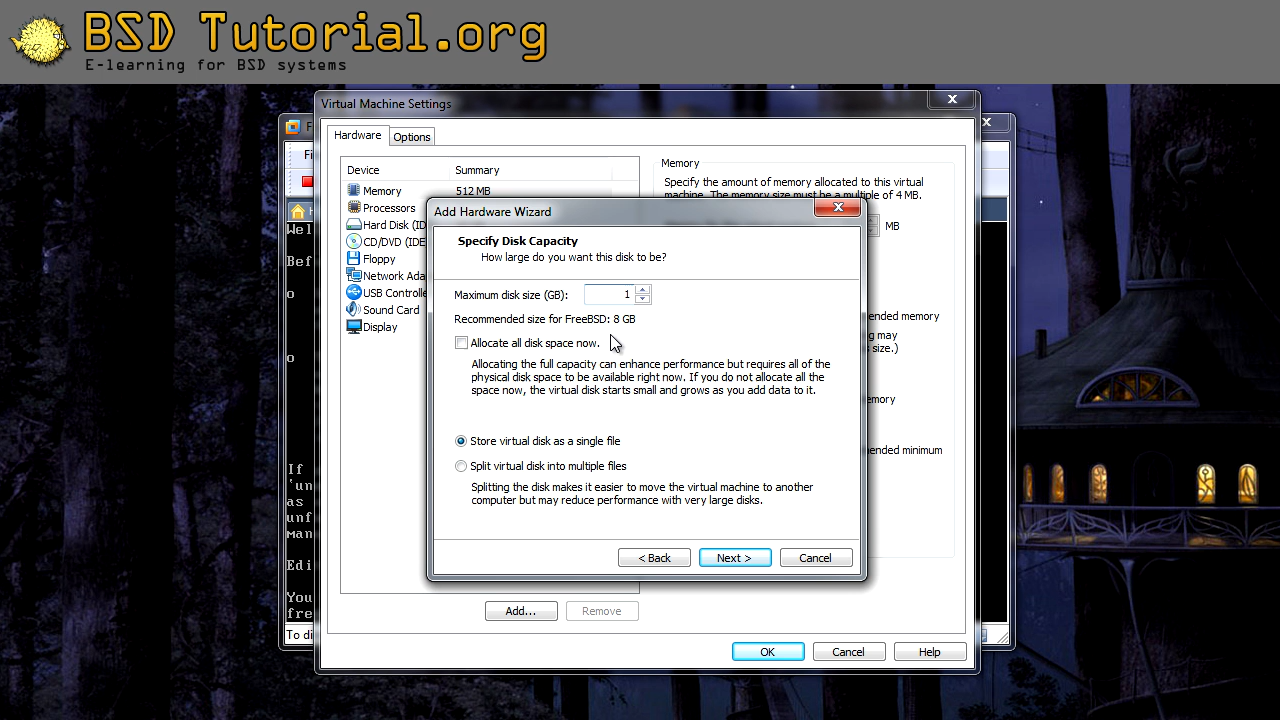 BSD Tutorial.org
E-learning for BSD systems
Virtual Machine Settings
Hardware
Options
Device Summary
Memory 512 MB
Processors
Hard Disk (ID
CD/DVD (IDE
Floppy
Network Ada
USB Controlle
Sound Card
Display
Add...
Remove
Memory
Specify the amount of memory allocated to this virtual
machine. The memory size must be a multiple of 4 MB.
MB
ended memory
g may
size.)
emory
ended minimum
Add Hardware Wizard
Specify Disk Capacity
How large do you want this disk to be?
Maximum disk size (GB): 1
Recommended size for FreeBSD: 8 GB
Allocate all disk space now.
Allocating the full capacity can enhance performance but requires all of the
physical disk space to be available right now. If you do not allocate all the
space now, the virtual disk starts small and grows as you add data to it.
Store virtual disk as a single file
Split virtual disk into multiple files
Splitting the disk makes it easier to move the virtual machine to another
computer but may reduce performance with very large disks.
< Back
Next >
Cancel
OK
Cancel
Help
F
Fi
H
Wel
Bef
o
o
If
'un
as
unf
man
Edi
You
fre
To di